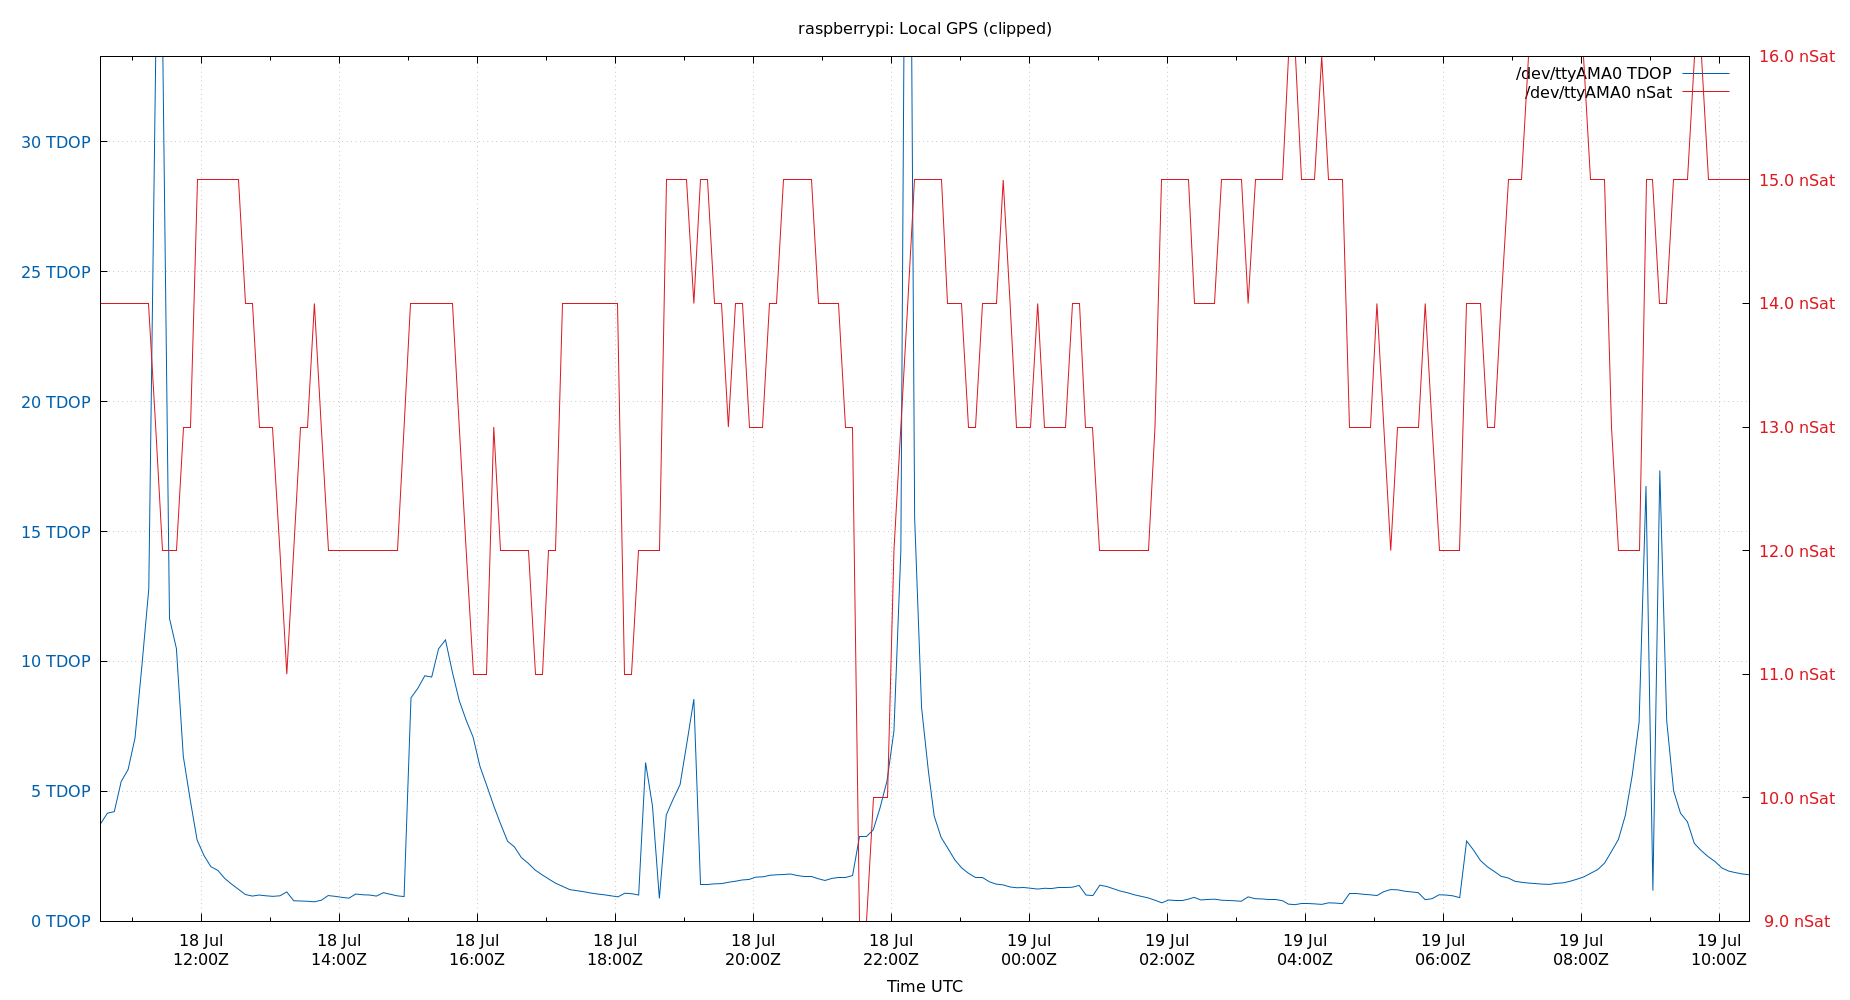 raspberrypi: Local GPS (clipped)
/dev/ttyAMA0 TDOP
/dev/ttyAMA0 nSat
30 TDOP
25 TDOP
20 TDOP
15 TDOP
10 TDOP
5 TDOP
0 TDOP
16.0 nSat
15.0 nSat
14.0 nSat
13.0 nSat
12.0 nSat
11.0 nSat
10.0 nSat
9.0 nSat
18 Jul
12:00Z
18 Jul
14:00Z
18 Jul
16:00Z
18 Jul
18:00Z
18 Jul
20:00Z
18 Jul
22:00Z
19 Jul
00:00Z
19 Jul
02:00Z
19 Jul
04:00Z
19 Jul
06:00Z
19 Jul
08:00Z
19 Jul
10:00Z
Time UTC